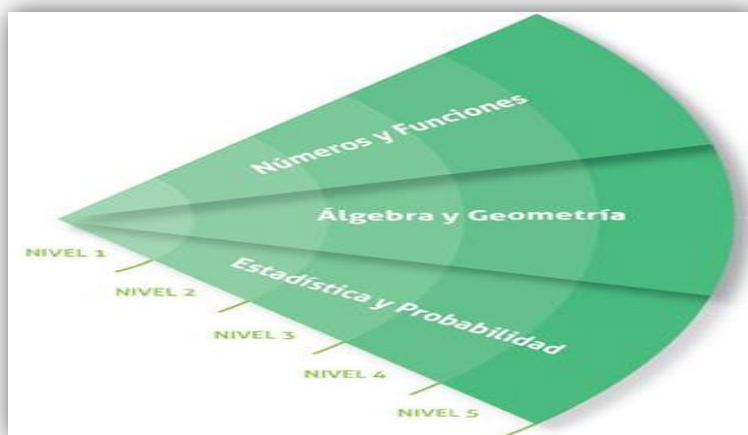 Números y Funciones
Álgebra y Geometría
Estadística y Probabilidad
NIVEL 1
NIVEL 2
NIVEL 3
NIVEL 4
NIVEL 5